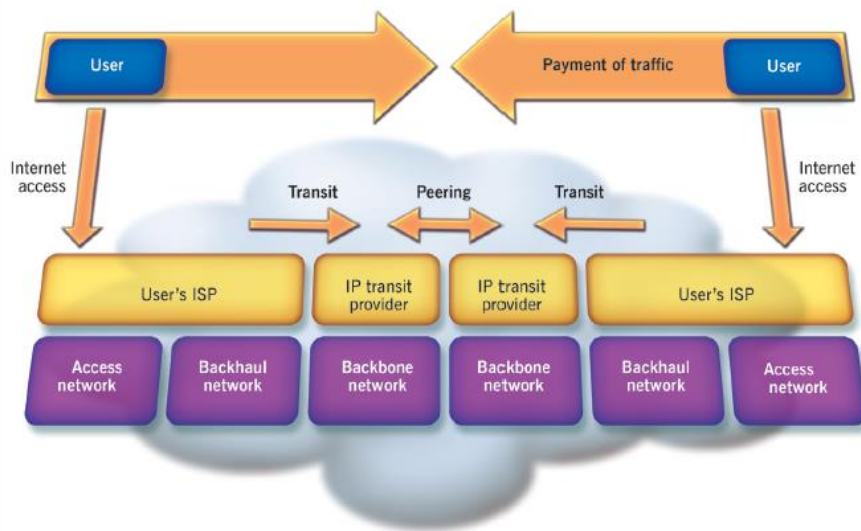 User
Payment of traffic
User
Internet
access
Internet
access
Transit
Peering
Transit
User's ISP
IP transit
provider
IP transit
provider
User's ISP
Access
network
Backhaul
network
Backbone
network
Backbone
network
Backhaul
network
Access
network